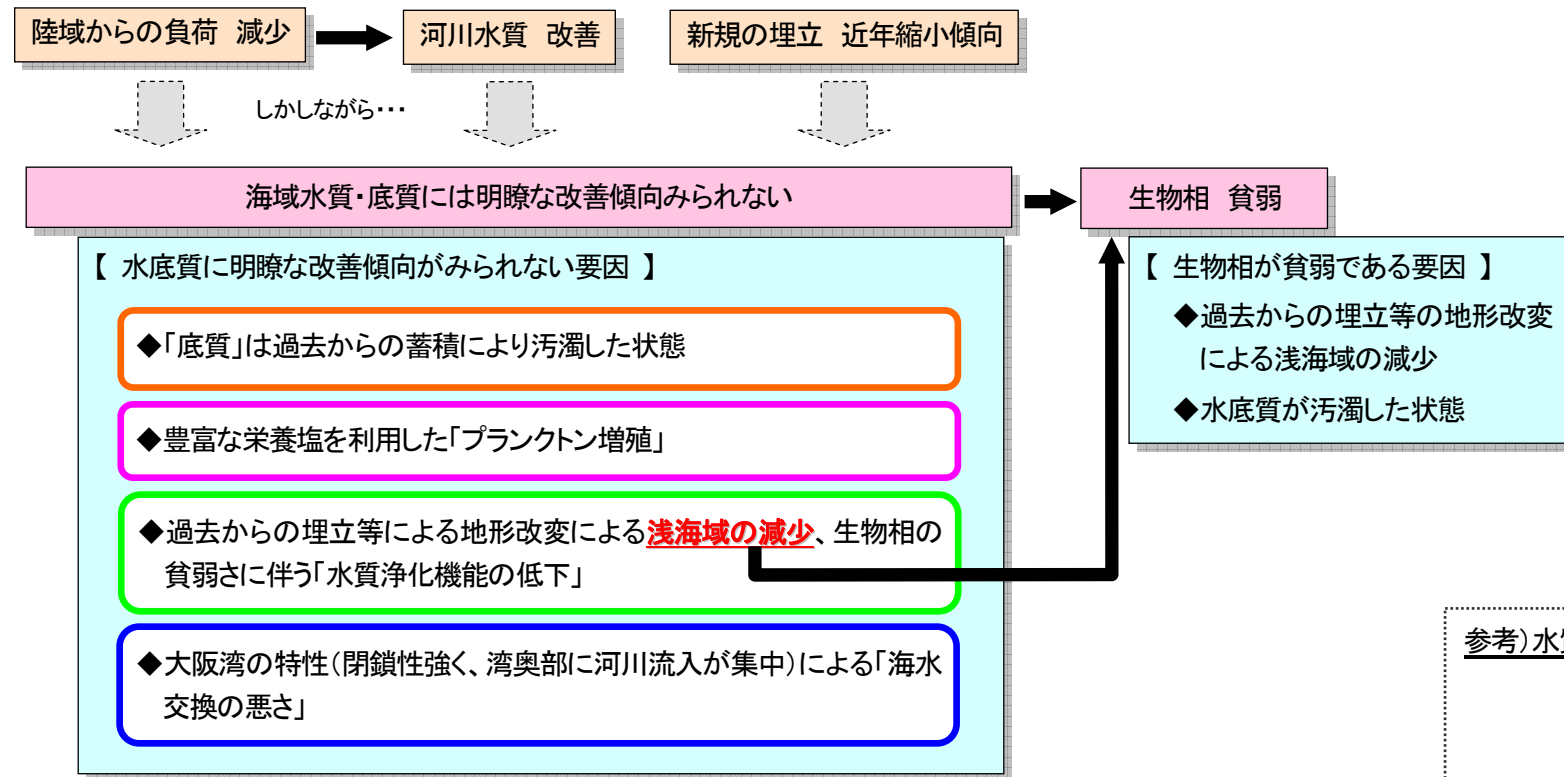 陸域からの負荷 減少
河川水質 改善
新規の埋立 近年縮小傾向
しかしながら・・・
海域水質・底質には明瞭な改善傾向みられない
生物相 貧弱
【 水底質に明瞭な改善傾向がみられない要因 】
◆「底質」は過去からの蓄積により汚濁した状態
◆豊富な栄養塩を利用した「プランクトン増殖」
◆過去からの埋立等による地形改変による浅海域の減少、生物相の
貧弱さに伴う「水質浄化機能の低下」
◆大阪湾の特性(閉鎖性強く、湾奥部に河川流入が集中)による「海水
交換の悪さ」
【 生物相が貧弱である要因 】
◆過去からの埋立等の地形改変
による浅海域の減少
◆水底質が汚濁した状態
参考)水